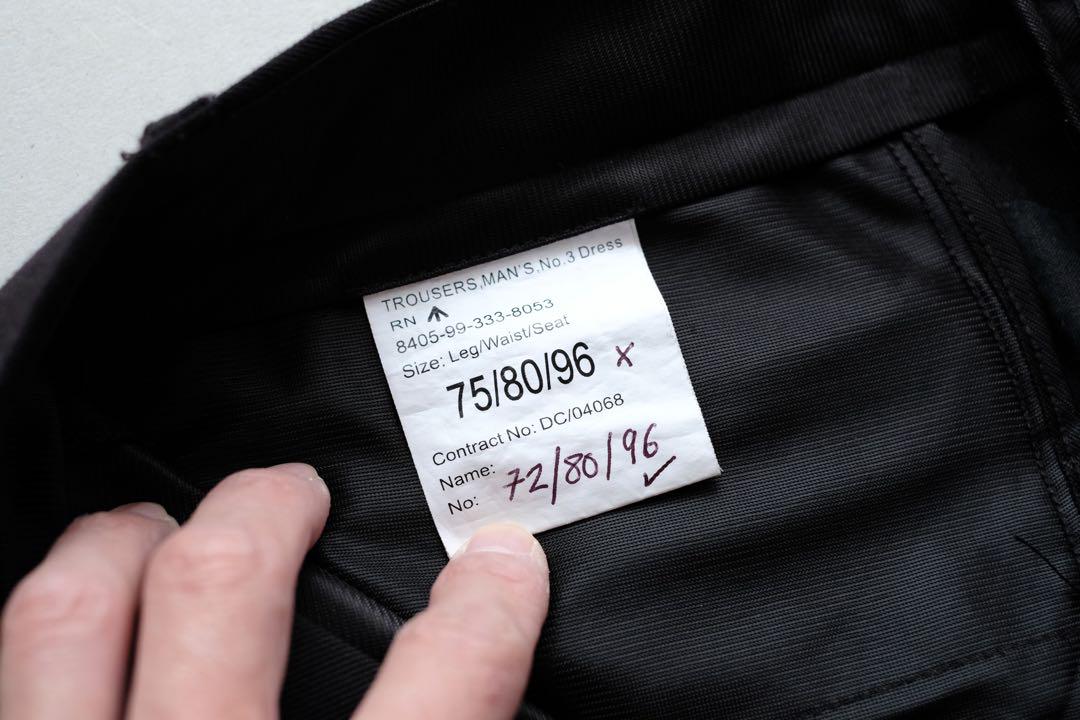 TROUSERS,MAN'S,No.3 Dress
RN
8405-99-333-8053
Size: Leg/Waist/Seat
75/80/96 x
Contract No: DC/04068
Name:
No: 72/80/96 ✓